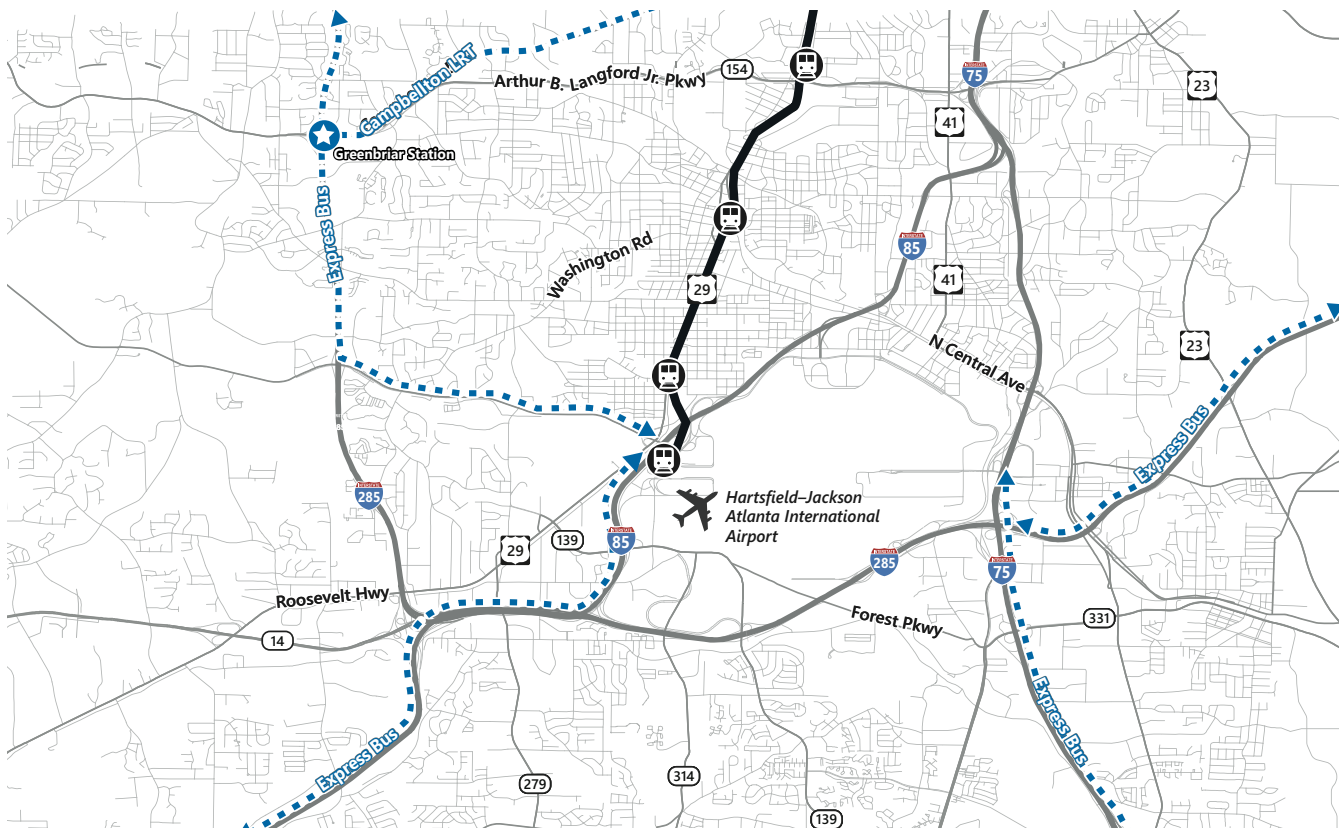 Campbellton LRT
Arthur B. Langford Jr. Pkwy
154
75
23
41
Greenbriar Station
Express Bus
Washington Rd
85
41
29
N Central Ave
23
Express Bus
285
Hartsfield–Jackson
Atlanta International
Airport
29
139
85
285
75
Roosevelt Hwy
Forest Pkwy
331
14
Express Bus
Express Bus
279
314
139